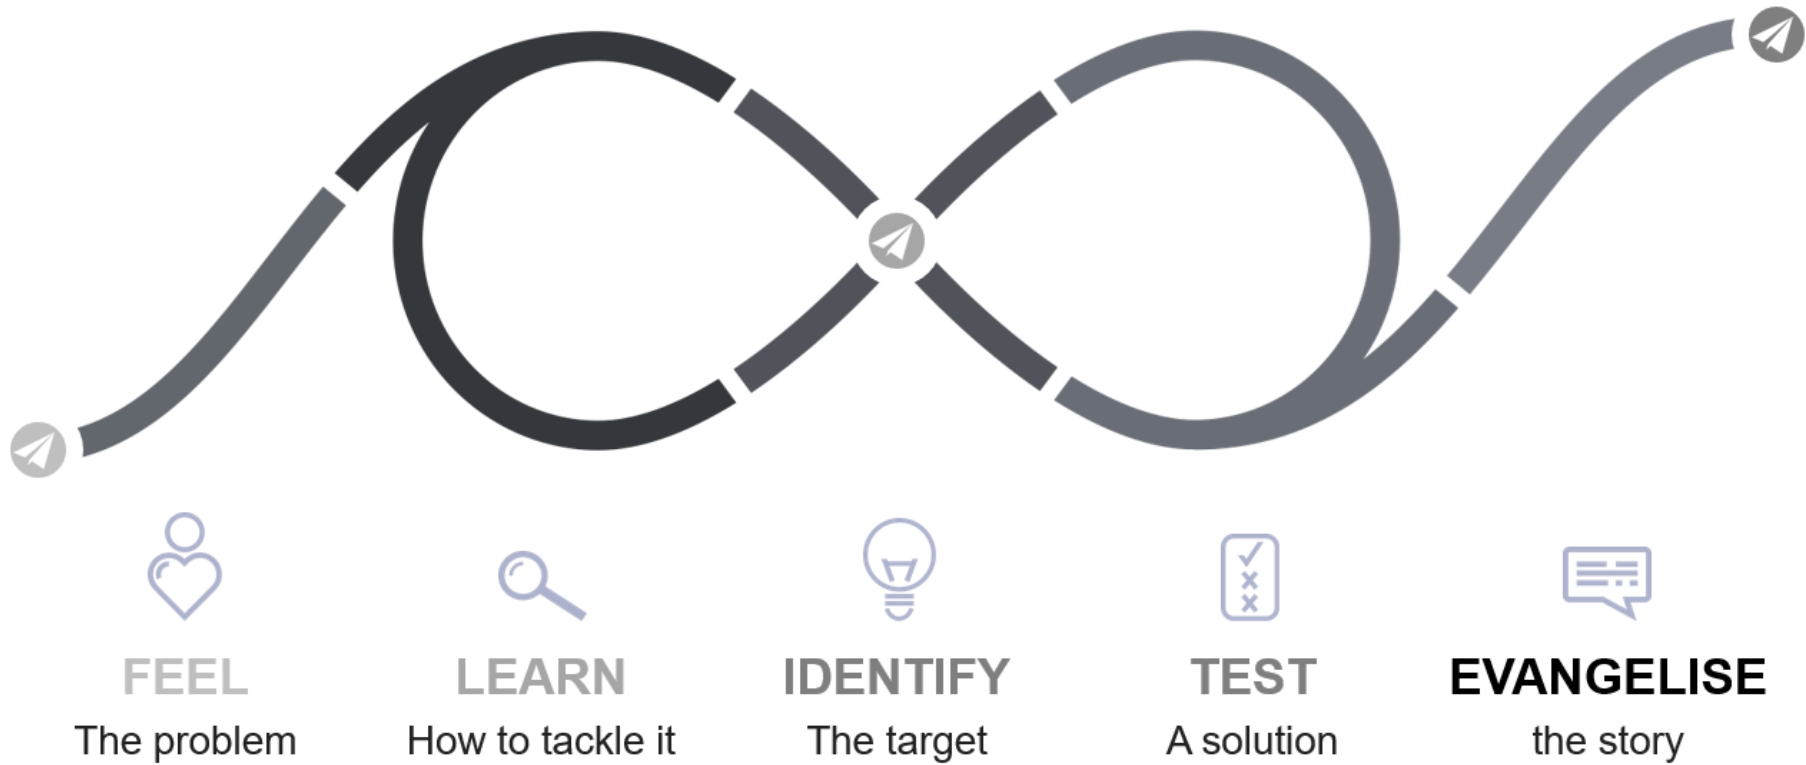 FEEL
The problem
LEARN
How to tackle it
IDENTIFY
The target
TEST
A solution
EVANGELISE
the story